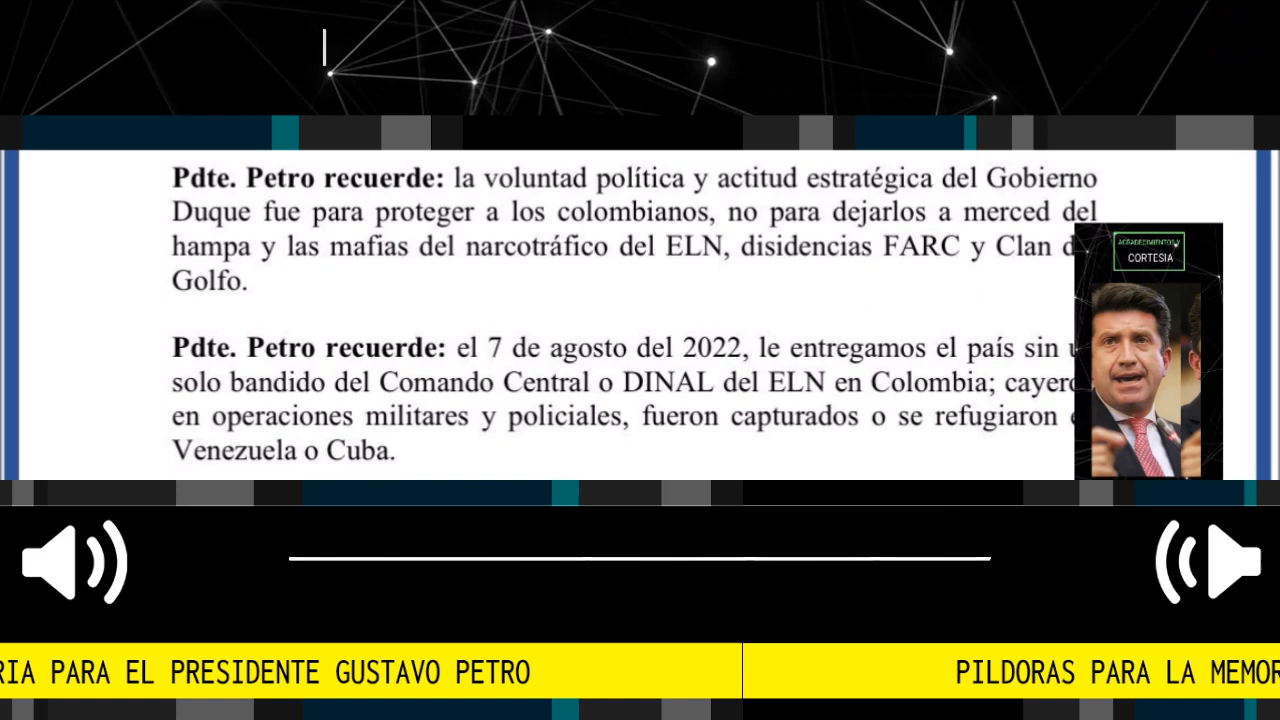 Pdte. Petro recuerde: la voluntad política y actitud estratégica del Gobierno
Duque fue para proteger a los colombianos, no para dejarlos a merced del
hampa y las mafias del narcotráfico del ELN, disidencias FARC y Clan d
Golfo.
Pdte. Petro recuerde: el 7 de agosto del 2022, le entregamos el país sin u
solo bandido del Comando Central o DINAL del ELN en Colombia; cayero
en operaciones militares y policiales, fueron capturados o se refugiaron e
Venezuela o Cuba.
AGRADECIMIENTOS Y
CORTESIA
RIA PARA EL PRESIDENTE GUSTAVO PETRO
PILDORAS PARA LA MEMOR